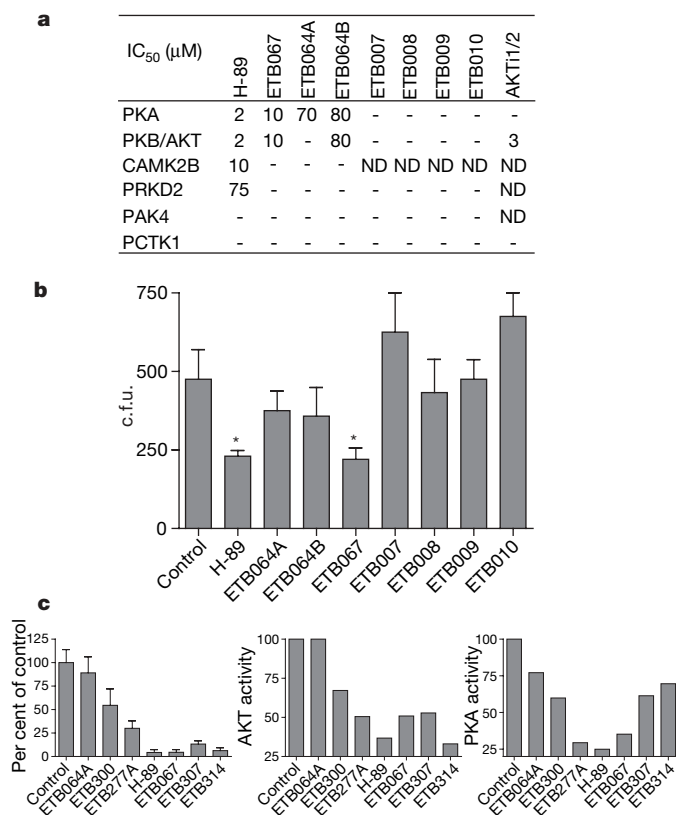 a
IC50 (μM) H-89 ETB067 ETB064A ETB064B ETB007 ETB008 ETB009 ETB010 AKTi1/2
PKA 2 10 70 80 - - - - -
PKB/AKT 2 10 - 80 - - - - 3
CAMK2B 10 - - - ND ND ND ND ND
PRKD2 75 - - - - - - - ND
PAK4 - - - - - - - - ND
PCTK1 - - - - - - - - -
b
c.f.u.
750
500
250
0
* *
Control H-89 ETB064A ETB064B ETB067 ETB007 ETB008 ETB009 ETB010
c
Per cent of control
125
100
75
50
25
0
Control ETB064A ETB300 ETB277A H-89 ETB067 ETB307 ETB314
AKT activity
100
75
50
25
Control ETB064A ETB300 ETB277A H-89 ETB067 ETB307 ETB314
PKA activity
100
75
50
25
Control ETB064A ETB300 ETB277A H-89 ETB067 ETB307 ETB314